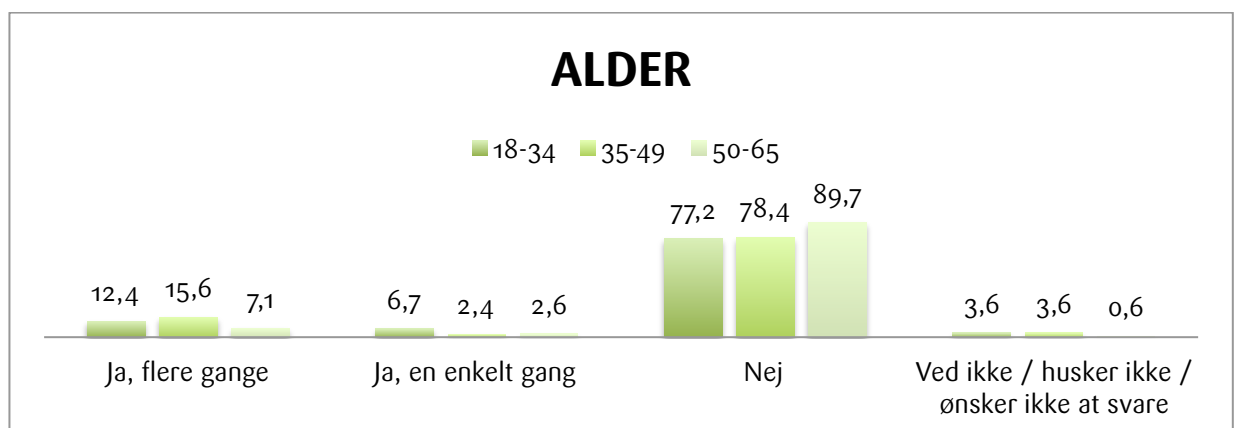 ALDER
18-34 35-49 50-65
12,4 15,6 7,1 6,7 2,4 2,6 77,2 78,4 89,7 3,6 3,6 0,6
Ja, flere gange Ja, en enkelt gang Nej Ved ikke / husker ikke /
ønsker ikke at svare